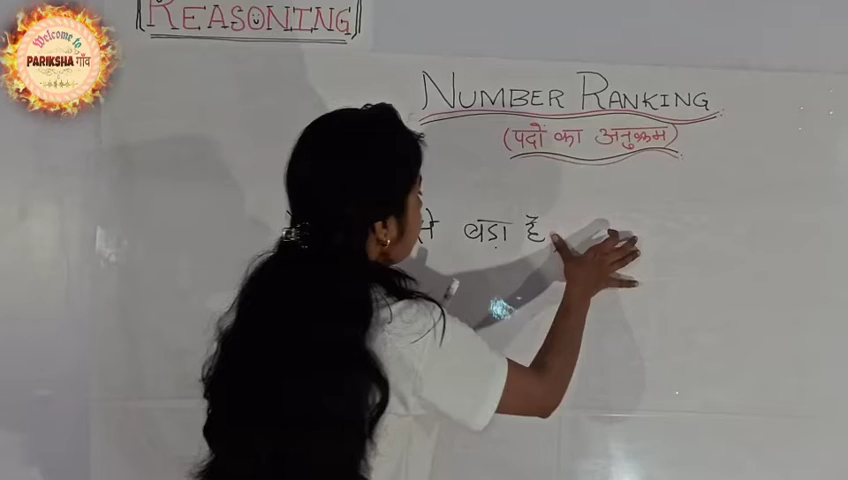 REASONING
Welcome to
PARIKSHA गाँव
NUMBER RANKING
(पदों का अनुक्रम)
से बड़ा है